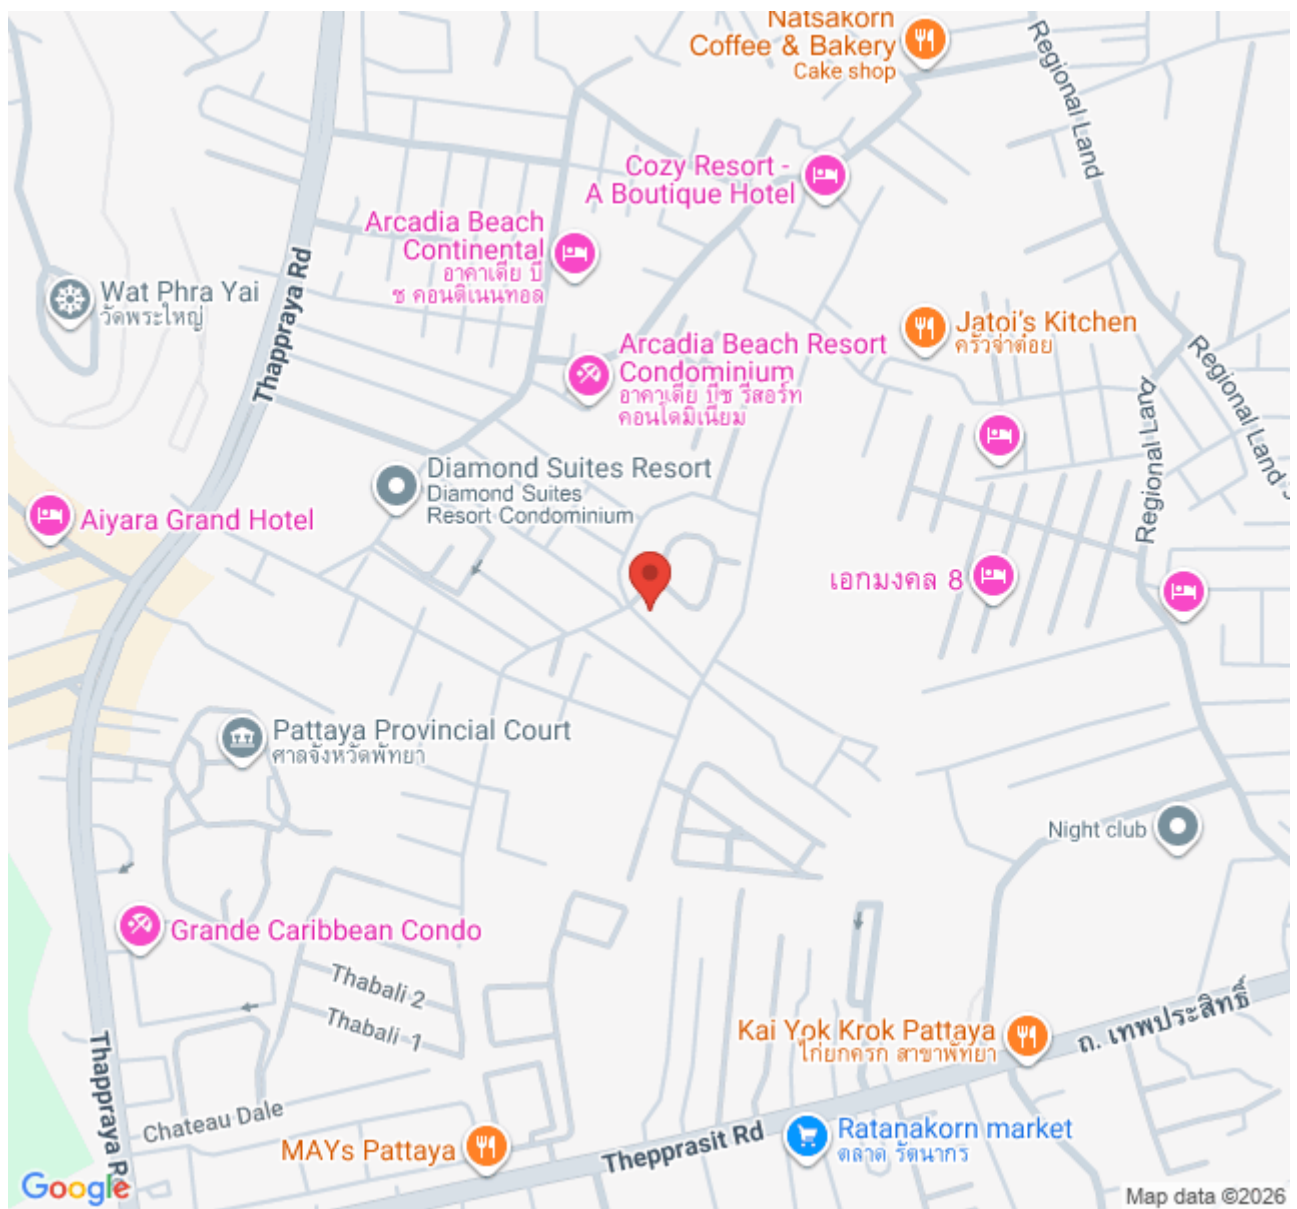 Natsakorn
Coffee & Bakery
Cake shop
Regional Land
Cozy Resort -
A Boutique Hotel
Arcadia Beach
Continental
อาคาเดีย บี
ช คอนติเนนทอล
Thappraya Rd
Wat Phra Yai
วัดพระใหญ่
Jatoi's Kitchen
ครัวจ่าต๋อย
Arcadia Beach Resort
Condominium
อาคาเดีย บีช รีสอร์ท
คอนโดมิเนียม
Regional Land
Regional Land
Diamond Suites Resort
Diamond Suites
Resort Condominium
Aiyara Grand Hotel
เอกมงคล 8
Pattaya Provincial Court
ศาลจังหวัดพัทยา
Night club
Grande Caribbean Condo
Thabali 2
Thabali 1
Kai Yok Krok Pattaya
ไก่ยกครก สาขาพัทยา
ถ. เทพประสิทธิ์
Thappraya Rd
Chateau Dale
MAYs Pattaya
Thepprasit Rd
Ratanakorn market
ตลาด รัตนากร
Google
Map data ©2026